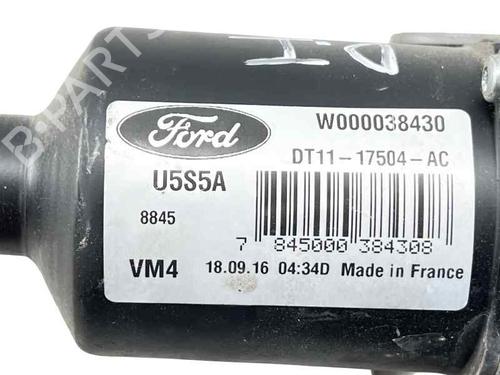 Ford
W000038430
DT11-17504-AC
U5S5A
8845
7 845000 384308
VM4 18.09.16 04:34D Made in France
B-PARTS